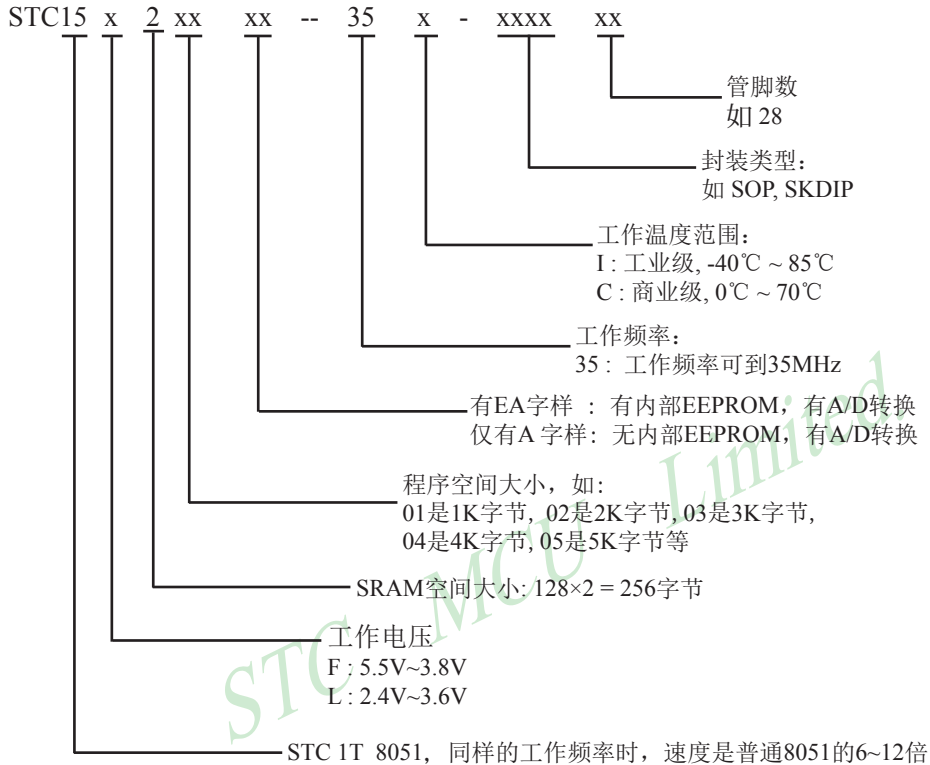 STC15 x 2 xx xx -- 35 x - xxxx xx
管脚数
如 28
封装类型：
如 SOP, SKDIP
工作温度范围：
I : 工业级, -40℃ ~ 85℃
C : 商业级, 0℃ ~ 70℃
工作频率：
35 : 工作频率可到35MHz
有EA字样 ： 有内部EEPROM，有A/D转换
仅有A 字样：无内部EEPROM，有A/D转换
程序空间大小，如：
01是1K字节, 02是2K字节, 03是3K字节,
04是4K字节, 05是5K字节等
SRAM空间大小: 128×2 = 256字节
工作电压
F : 5.5V~3.8V
L : 2.4V~3.6V
STC 1T 8051，同样的工作频率时，速度是普通8051的6~12倍
STC MCU Limited.